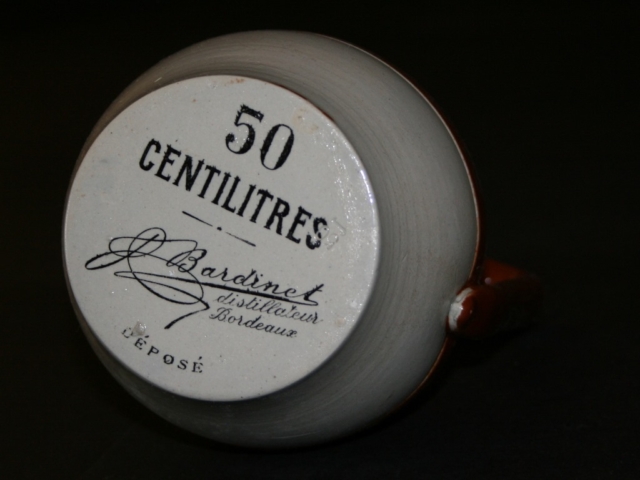 50
CENTILITRES
P. Bardinet
distillateur
Bordeaux
DÉPOSÉ